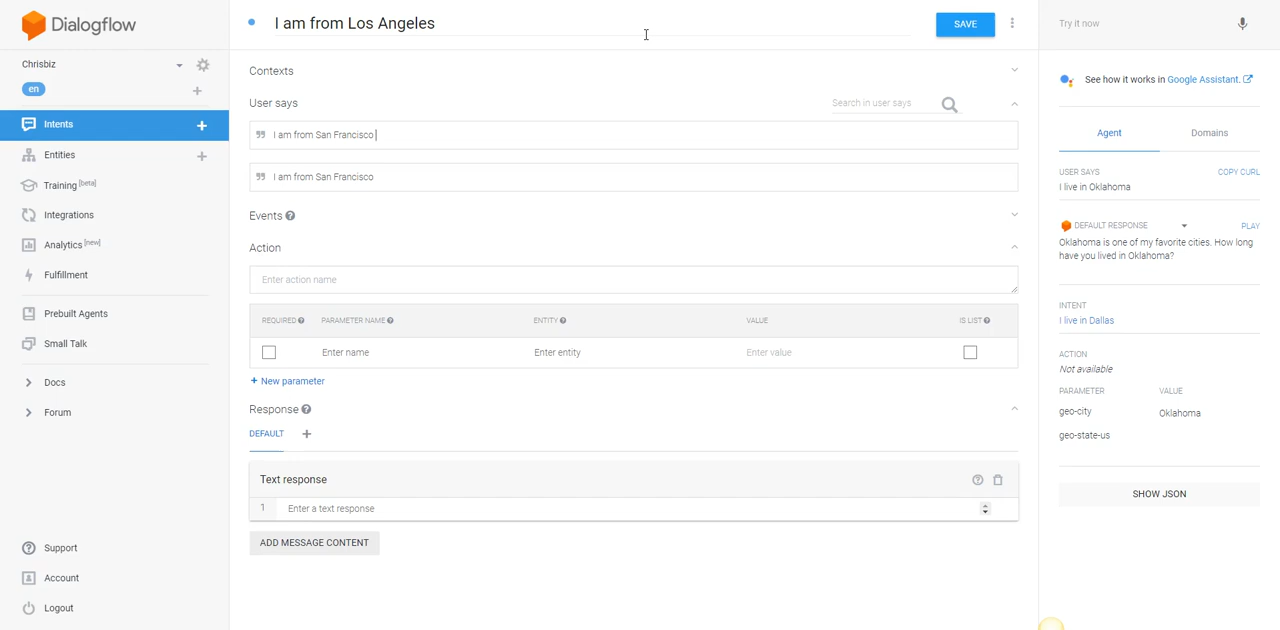 Dialogflow
Chrisbiz
en
Intents
Entities
Training [beta]
Integrations
Analytics [new]
Fulfillment
Prebuilt Agents
Small Talk
Docs
Forum
Support
Account
Logout
I am from Los Angeles
SAVE
Contexts
User says
Search in user says
I am from San Francisco
I am from San Francisco
Events
Action
Enter action name
REQUIRED PARAMETER NAME ENTITY VALUE IS LIST
Enter name Enter entity Enter value
+ New parameter
Response
DEFAULT +
Text response
1 Enter a text response
ADD MESSAGE CONTENT
Try it now
See how it works in Google Assistant.
Agent Domains
USER SAYS COPY CURL
I live in Oklahoma
DEFAULT RESPONSE PLAY
Oklahoma is one of my favorite cities. How long
have you lived in Oklahoma?
INTENT
I live in Dallas
ACTION
Not available
PARAMETER VALUE
geo-city Oklahoma
geo-state-us
SHOW JSON